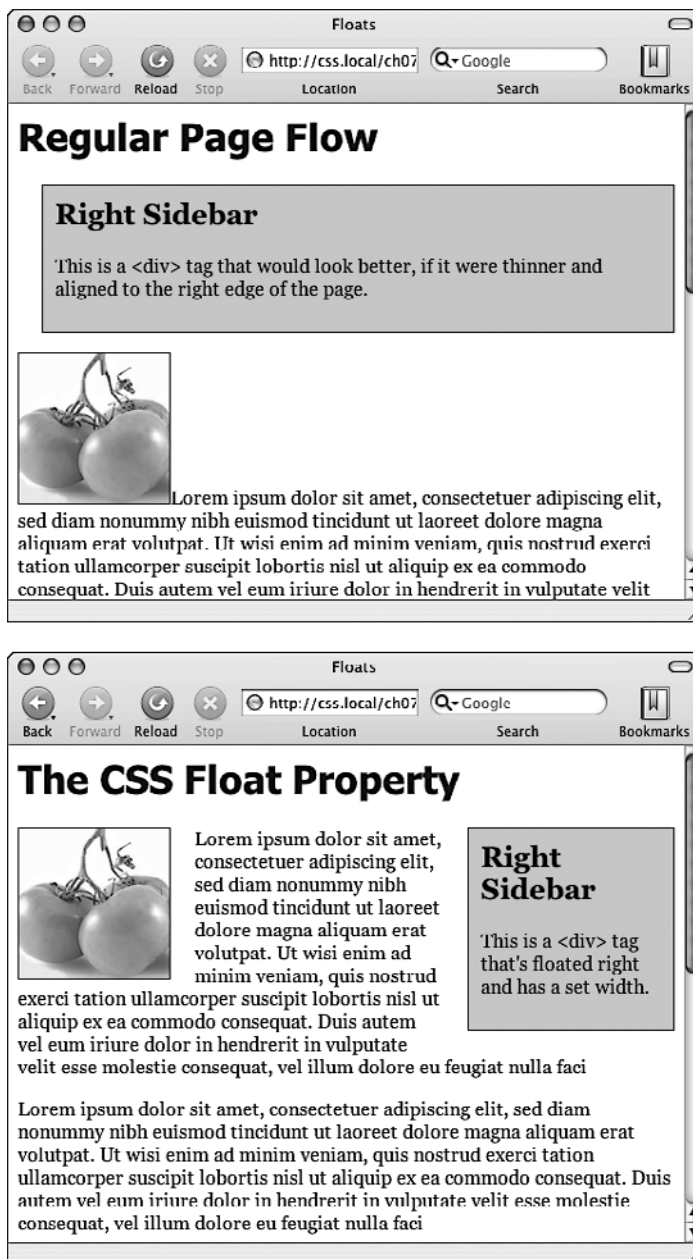 Floats
http://css.local/ch07
Google
Back Forward Reload Stop Location Search Bookmarks
Regular Page Flow
Right Sidebar
This is a <div> tag that would look better, if it were thinner and
aligned to the right edge of the page.
Lorem ipsum dolor sit amet, consectetuer adipiscing elit,
sed diam nonummy nibh euismod tincidunt ut laoreet dolore magna
aliquam erat volutpat. Ut wisi enim ad minim veniam, quis nostrud exerci
tation ullamcorper suscipit lobortis nisl ut aliquip ex ea commodo
consequat. Duis autem vel eum iriure dolor in hendrerit in vulputate velit
Floats
http://css.local/ch07
Google
Back Forward Reload Stop Location Search Bookmarks
The CSS Float Property
Lorem ipsum dolor sit amet,
consectetuer adipiscing elit,
sed diam nonummy nibh
euismod tincidunt ut laoreet
dolore magna aliquam erat
volutpat. Ut wisi enim ad
minim veniam, quis nostrud
exerci tation ullamcorper suscipit lobortis nisl ut
aliquip ex ea commodo consequat. Duis autem
vel eum iriure dolor in hendrerit in vulputate
velit esse molestie consequat, vel illum dolore eu feugiat nulla faci
Right
Sidebar
This is a <div> tag
that's floated right
and has a set width.
Lorem ipsum dolor sit amet, consectetuer adipiscing elit, sed diam
nonummy nibh euismod tincidunt ut laoreet dolore magna aliquam erat
volutpat. Ut wisi enim ad minim veniam, quis nostrud exerci tation
ullamcorper suscipit lobortis nisl ut aliquip ex ea commodo consequat. Duis
autem vel eum iriure dolor in hendrerit in vulputate velit esse molestie
consequat, vel illum dolore eu feugiat nulla faci